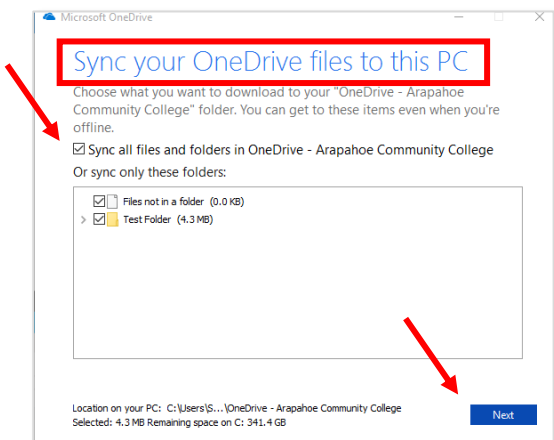 Microsoft OneDrive
Sync your OneDrive files to this PC
Choose what you want to download to your "OneDrive - Arapahoe
Community College" folder. You can get to these items even when you're
offline.
Sync all files and folders in OneDrive - Arapahoe Community College
Or sync only these folders:
Files not in a folder (0.0 KB)
Test Folder (4.3 MB)
Location on your PC: C:\Users\S...\OneDrive - Arapahoe Community College
Selected: 4.3 MB Remaining space on C: 341.4 GB
Next